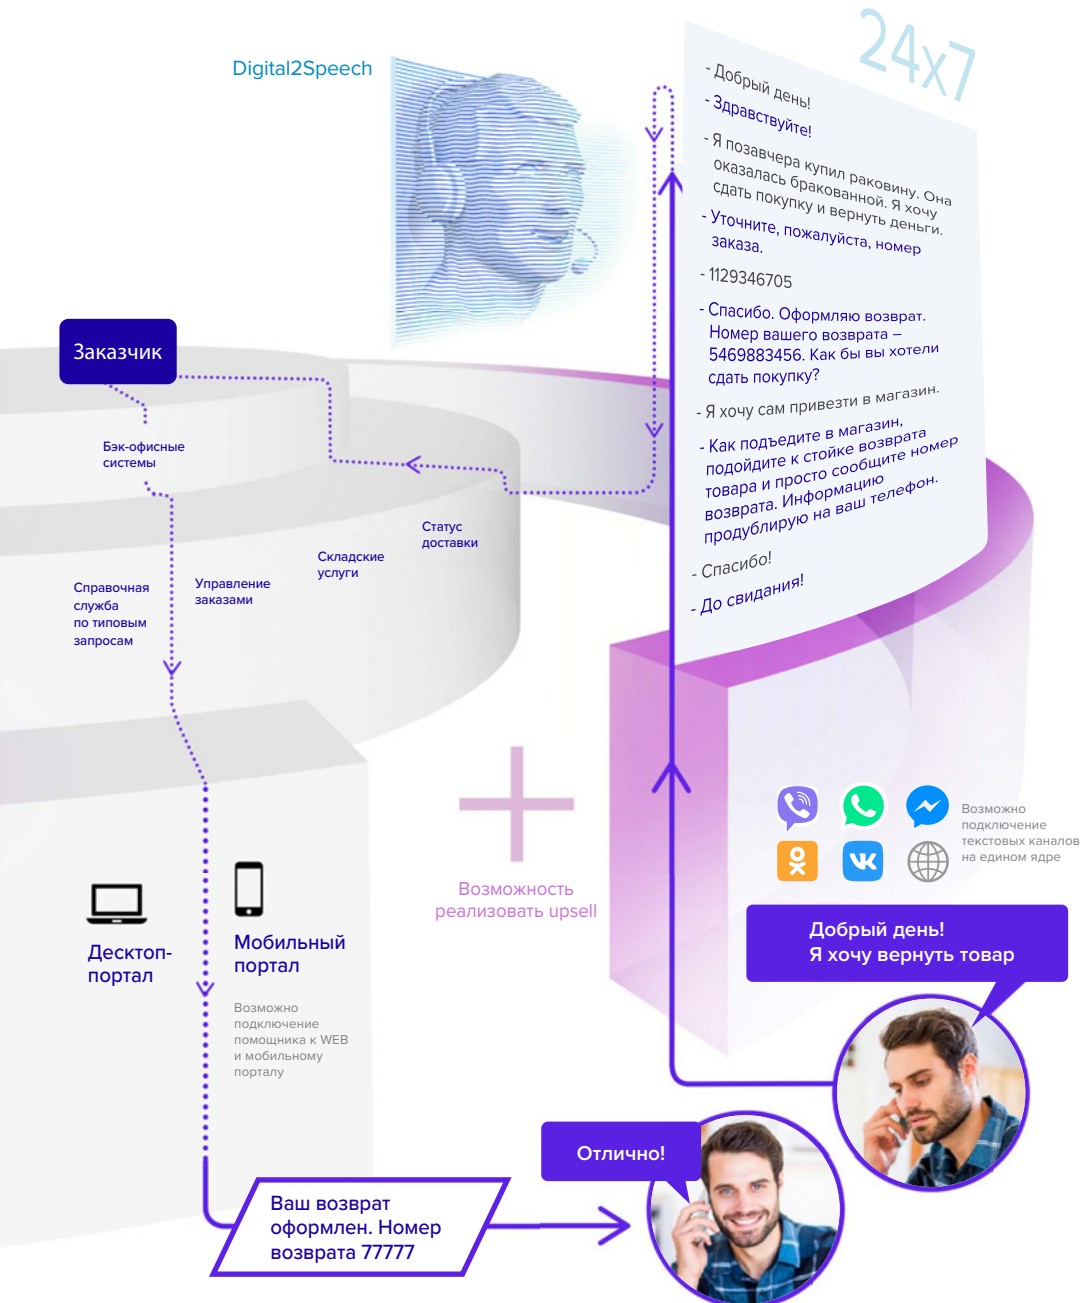 24x7
Digital2Speech
- Добрый день!
- Здравствуйте!
- Я позавчера купил раковину. Она
оказалась бракованной. Я хочу
сдать покупку и вернуть деньги.
- Уточните, пожалуйста, номер
заказа.
- 1129346705
- Спасибо. Оформляю возврат.
Номер вашего возврата –
5469883456. Как бы вы хотели
сдать покупку?
- Я хочу сам привезти в магазин.
- Как подъедите в магазин,
подойдите к стойке возврата
товара и просто сообщите номер
возврата. Информацию
продублирую на ваш телефон.
- Спасибо!
- До свидания!
Заказчик
Бэк-офисные
системы
Статус
доставки
Складские
услуги
Управление
заказами
Справочная
служба
по типовым
запросам
Возможно
подключение
текстовых каналов
на едином ядре
Возможность
реализовать upsell
Десктоп-
портал
Мобильный
портал
Возможно
подключение
помощника к WEB
и мобильному
порталу
Добрый день!
Я хочу вернуть товар
Отлично!
Ваш возврат
оформлен. Номер
возврата 77777